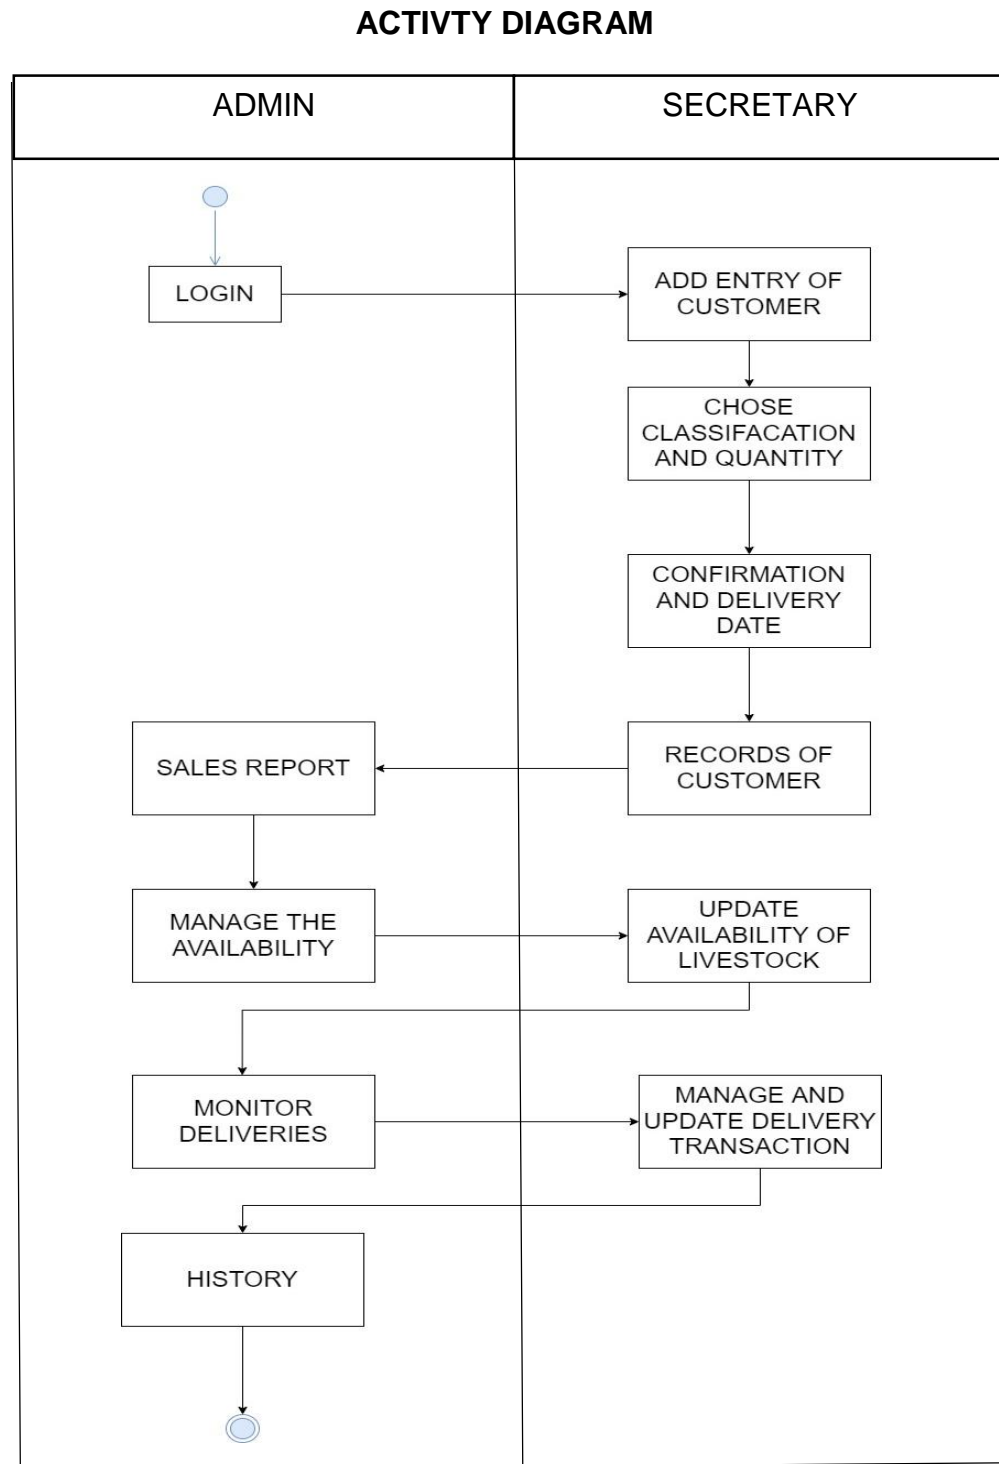 ACTIVTY DIAGRAM
ADMIN
SECRETARY
LOGIN
ADD ENTRY OF
CUSTOMER
CHOSE
CLASSIFACATION
AND QUANTITY
CONFIRMATION
AND DELIVERY
DATE
SALES REPORT
RECORDS OF
CUSTOMER
MANAGE THE
AVAILABILITY
UPDATE
AVAILABILITY OF
LIVESTOCK
MONITOR
DELIVERIES
MANAGE AND
UPDATE DELIVERY
TRANSACTION
HISTORY